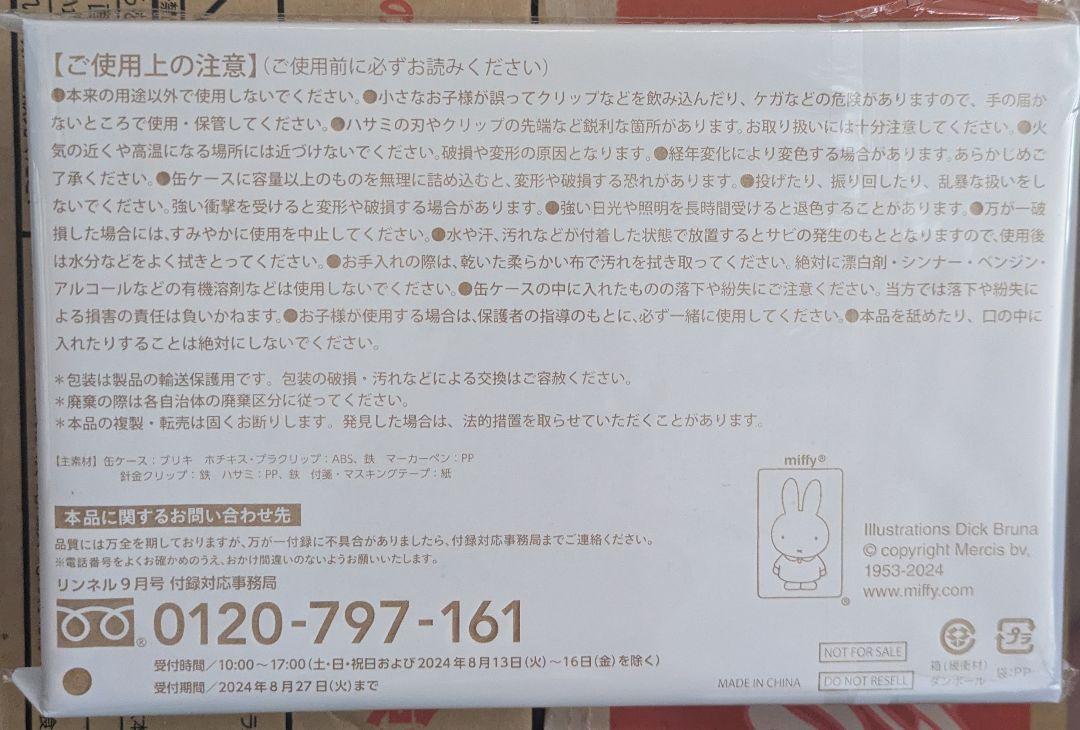 【ご使用上の注意】(ご使用前に必ずお読みください)
●本来の用途以外で使用しないでください。●小さなお子様が誤ってクリップなどを飲み込んだり、ケガなどの危険がありますので、手の届か
ないところで使用・保管してください。●ハサミの刃やクリップの先端など鋭利な箇所があります。お取り扱いには十分注意してください。●火
気の近くや高温になる場所には近づけないでください。破損や変形の原因となります。●経年変化により変色する場合があります。あらかじめご
了承ください。●缶ケースに容量以上のものを無理に詰め込むと、変形や破損する恐れがあります。●投げたり、振り回したり、乱暴な扱いをし
ないでください。強い衝撃を受けると変形や破損する場合があります。●強い日光や照明を長時間受けると退色することがあります。●万が一破
損した場合には、すみやかに使用を中止してください。●水や汗、汚れなどが付着した状態で放置するとサビの発生のもととなりますので、使用後
は水分などをよく拭きとってください。●お手入れの際は、乾いた柔らかい布で汚れを拭き取ってください。絶対に漂白剤・シンナー・ベンジン・
アルコールなどの有機溶剤などは使用しないでください。●缶ケースの中に入れたものの落下や紛失にご注意ください。当方では落下や紛失に
よる損害の責任は負いかねます。●お子様が使用する場合は、保護者の指導のもとに、必ず一緒に使用してください。●本品を舐めたり、口の中に
入れたりすることは絶対にしないでください。
＊包装は製品の輸送保護用です。包装の破損・汚れなどによる交換はご容赦ください。
＊廃棄の際は各自治体の廃棄区分に従ってください。
＊本品の複製・転売は固くお断りします。発見した場合は、法的措置を取らせていただくことがあります。
【主素材】缶ケース：ブリキ ホチキス・プラクリップ：ABS、鉄 マーカーペン：PP
針金クリップ：鉄 ハサミ：PP、鉄 付箋・マスキングテープ：紙
本品に関するお問い合わせ先
品質には万全を期しておりますが、万が一付録に不具合がありましたら、付録対応事務局までご連絡ください。
※電話番号をよくお確かめのうえ、おかけ間違いのないようお願いいたします。
リンネル9月号 付録対応事務局
0120-797-161
受付時間／10:00～17:00(土・日・祝日および2024年8月13日(火)～16日(金)を除く)
受付期間／2024年8月27日(火)まで
miffy®
Illustrations Dick Bruna
© copyright Mercis bv,
1953-2024
www.miffy.com
MADE IN CHINA
NOT FOR SALE
DO NOT RESELL
箱(緩衝材)
ダンボール
プラ
袋:PP